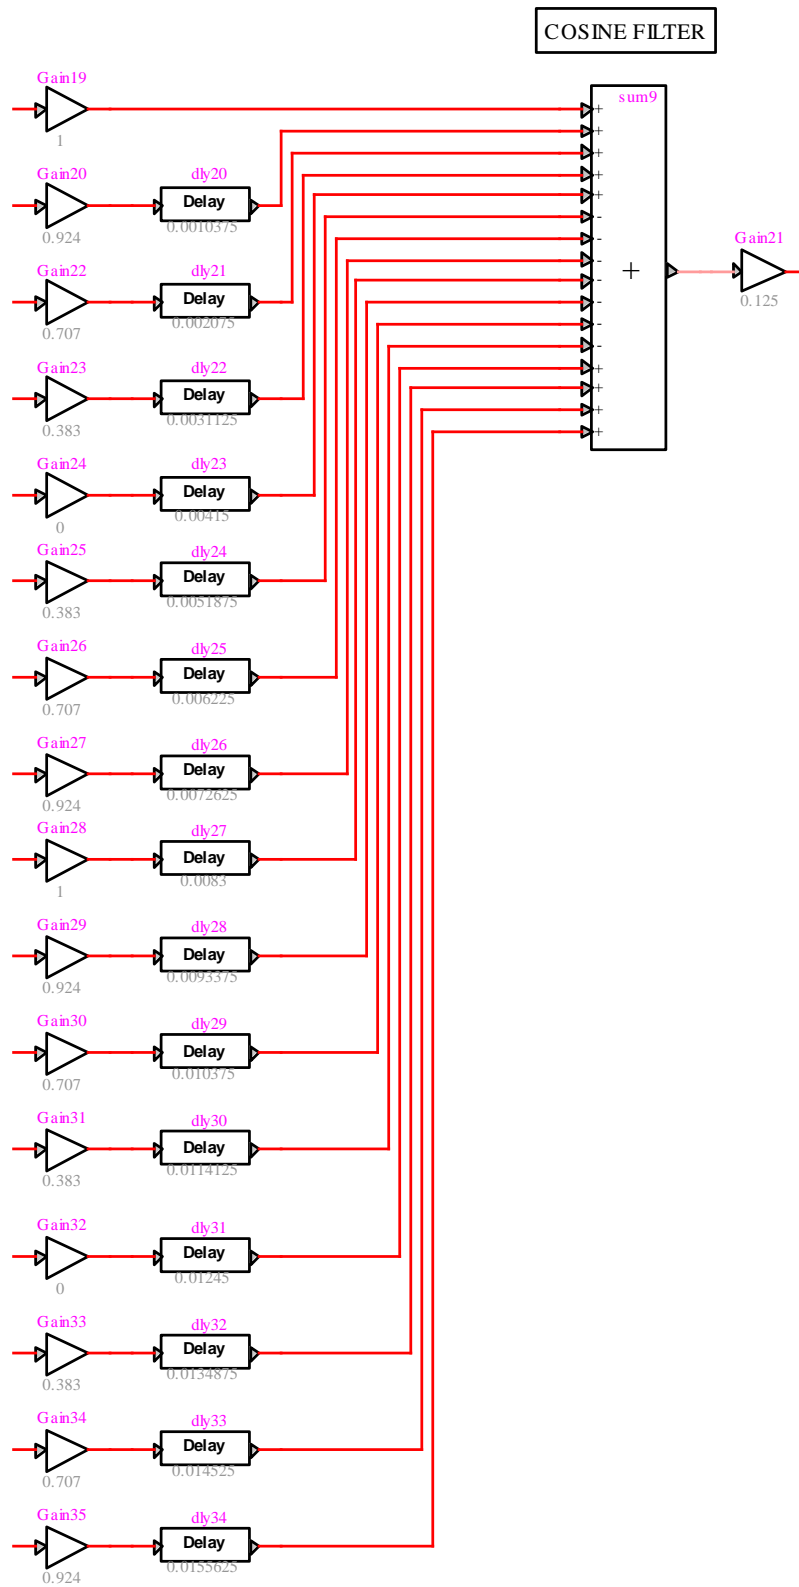 COSINE FILTER
Gain19
1
sum9
+
+
+
+
+
-
-
-
-
-
-
-
+
+
+
+
+
Gain21
0.125
Gain20
0.924
dly20
Delay
0.0010375
Gain22
0.707
dly21
Delay
0.002075
Gain23
0.383
dly22
Delay
0.0031125
Gain24
0
dly23
Delay
0.00415
Gain25
0.383
dly24
Delay
0.0051875
Gain26
0.707
dly25
Delay
0.006225
Gain27
0.924
dly26
Delay
0.0072625
Gain28
1
dly27
Delay
0.0083
Gain29
0.924
dly28
Delay
0.0093375
Gain30
0.707
dly29
Delay
0.010375
Gain31
0.383
dly30
Delay
0.0114125
Gain32
0
dly31
Delay
0.01245
Gain33
0.383
dly32
Delay
0.0134875
Gain34
0.707
dly33
Delay
0.014525
Gain35
0.924
dly34
Delay
0.0155625